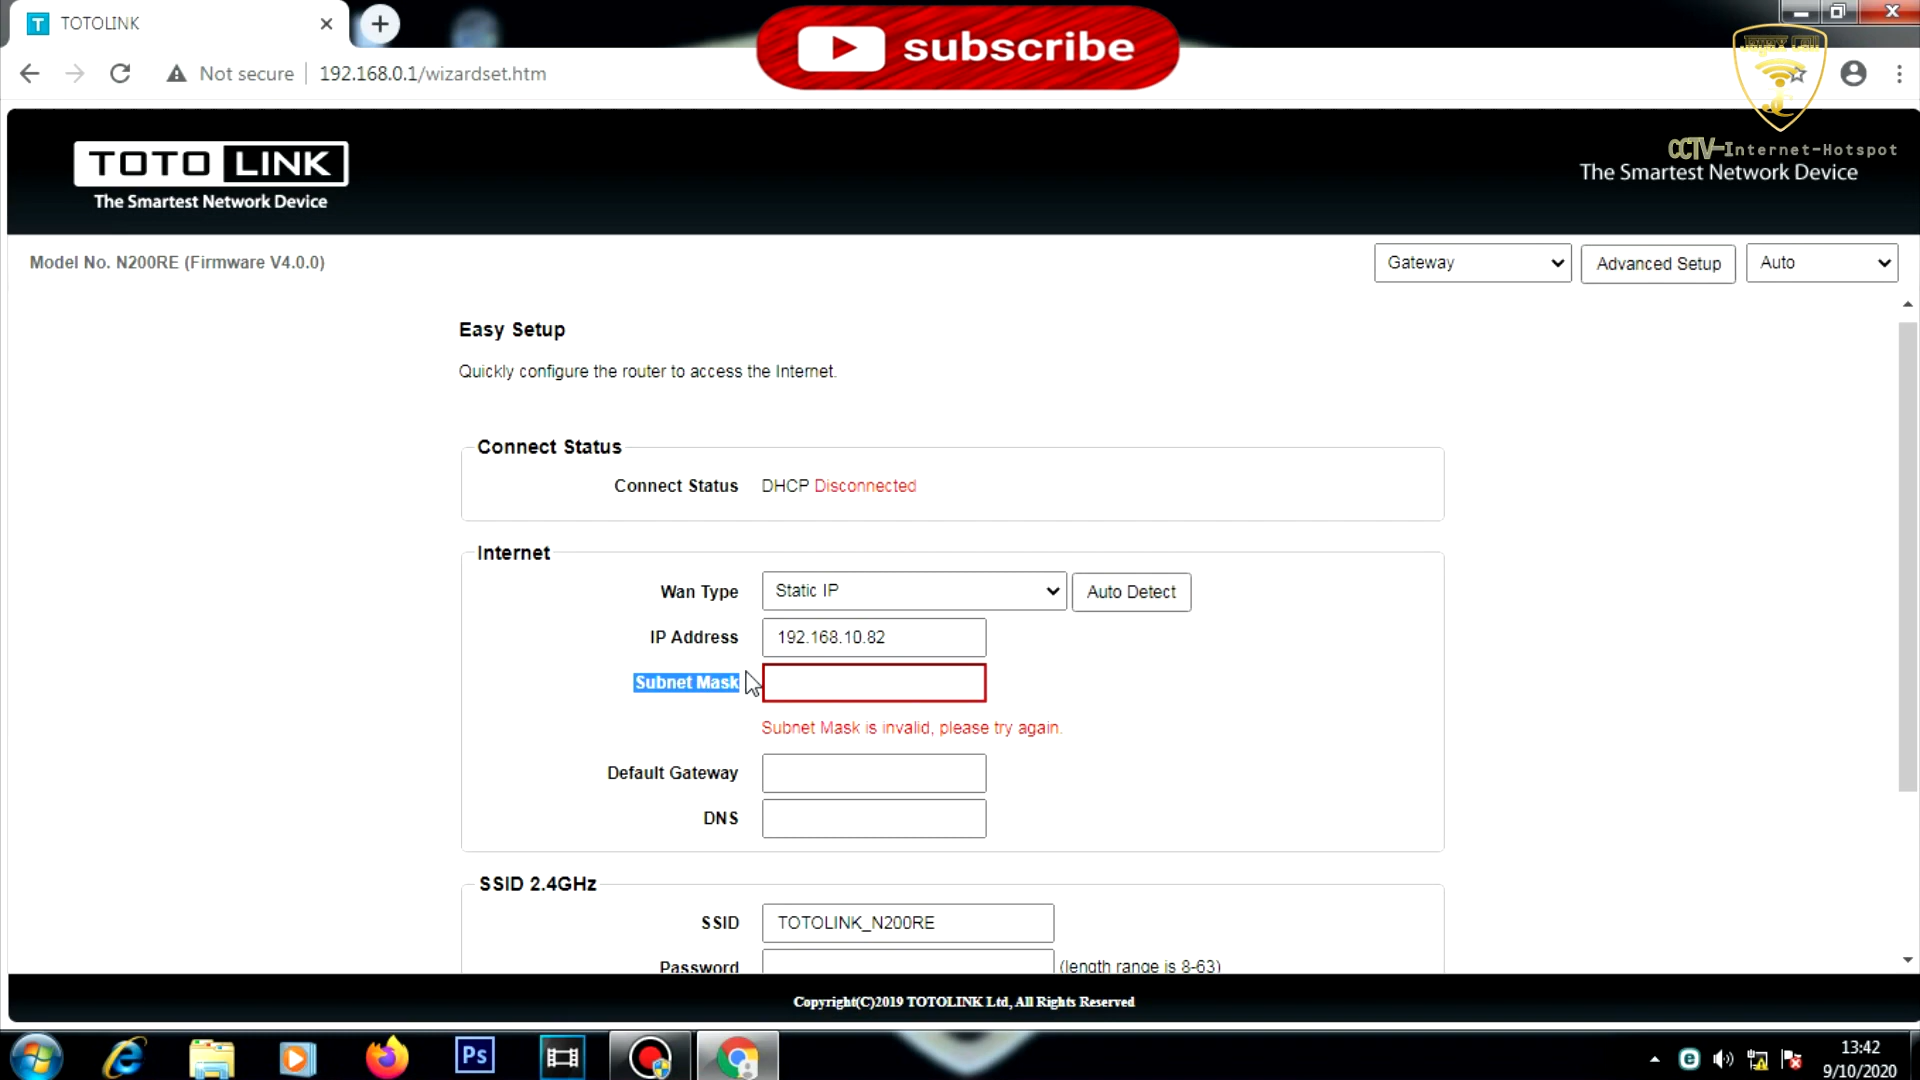 TOTOLINK
subscribe
Not secure
192.168.0.1/wizardset.htm
CCTV-Internet-Hotspot
TOTO LINK
The Smartest Network Device
The Smartest Network Device
Model No. N200RE (Firmware V4.0.0)
Gateway
Advanced Setup
Auto
Easy Setup
Quickly configure the router to access the Internet.
Connect Status
Connect Status DHCP Disconnected
Internet
Wan Type Static IP Auto Detect
IP Address 192.168.10.82
Subnet Mask
Subnet Mask is invalid, please try again.
Default Gateway
DNS
SSID 2.4GHz
SSID TOTOLINK_N200RE
Password (length range is 8-63)
Copyright(C)2019 TOTOLINK Ltd, All Rights Reserved
Ps
13:42
9/10/2020